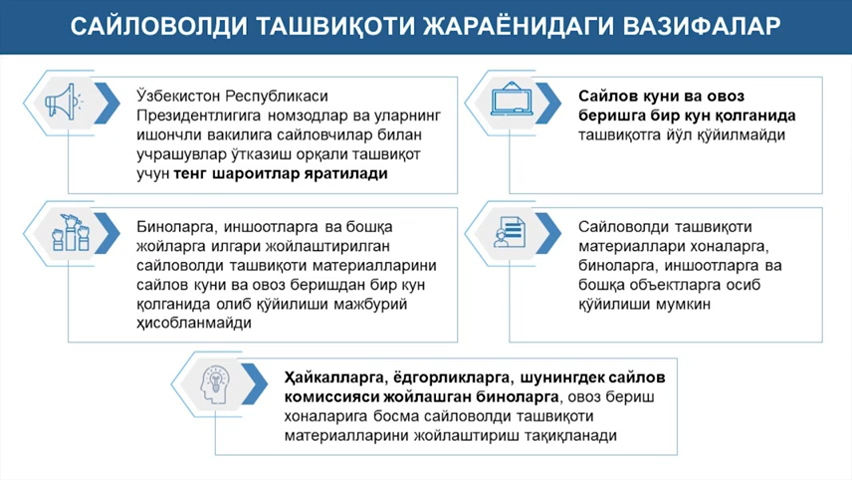 САЙЛОВОЛДИ ТАШВИҚОТИ ЖАРАЁНИДАГИ ВАЗИФАЛАР
Ўзбекистон Республикаси
Президентлигига номзодлар ва уларнинг
ишончли вакилига сайловчилар билан
учрашувлар ўтказиш орқали ташвиқот
учун тенг шароитлар яратилади
Сайлов куни ва овоз
беришга бир кун қолганида
ташвиқотга йўл қўйилмайди
Биноларга, иншоотларга ва бошқа
жойларга илгари жойлаштирилган
сайловолди ташвиқоти материалларини
сайлов куни ва овоз беришдан бир кун
қолганида олиб қўйилиши мажбурий
ҳисобланмайди
Сайловолди ташвиқоти
материаллари хоналарга,
биноларга, иншоотларга ва
бошқа объектларга осиб
қўйилиши мумкин
Ҳайкалларга, ёдгорликларга, шунингдек сайлов
комиссияси жойлашган биноларга, овоз бериш
хоналарига босма сайловолди ташвиқоти
материалларини жойлаштириш тақиқланади